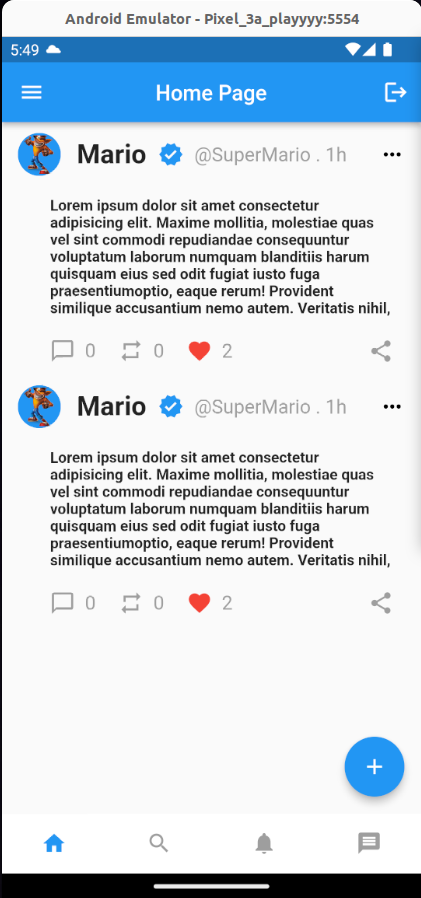 Android Emulator - Pixel_3a_playyyy:5554
5:49
Home Page
Mario @SuperMario . 1h
Lorem ipsum dolor sit amet consectetur
adipisicing elit. Maxime mollitia, molestiae quas
vel sint commodi repudiandae consequuntur
voluptatum laborum numquam blanditiis harum
quisquam eius sed odit fugiat iusto fuga
praesentiumoptio, eaque rerum! Provident
similique accusantium nemo autem. Veritatis nihil,
0 0 2
Mario @SuperMario . 1h
Lorem ipsum dolor sit amet consectetur
adipisicing elit. Maxime mollitia, molestiae quas
vel sint commodi repudiandae consequuntur
voluptatum laborum numquam blanditiis harum
quisquam eius sed odit fugiat iusto fuga
praesentiumoptio, eaque rerum! Provident
similique accusantium nemo autem. Veritatis nihil,
0 0 2